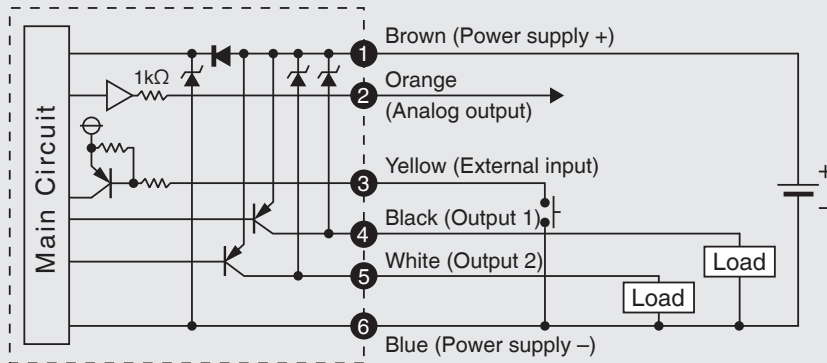 Main Circuit
1kΩ
1 Brown (Power supply +)
2 Orange
(Analog output)
3 Yellow (External input)
4 Black (Output 1)
5 White (Output 2)
6 Blue (Power supply –)
Load
Load
+
–